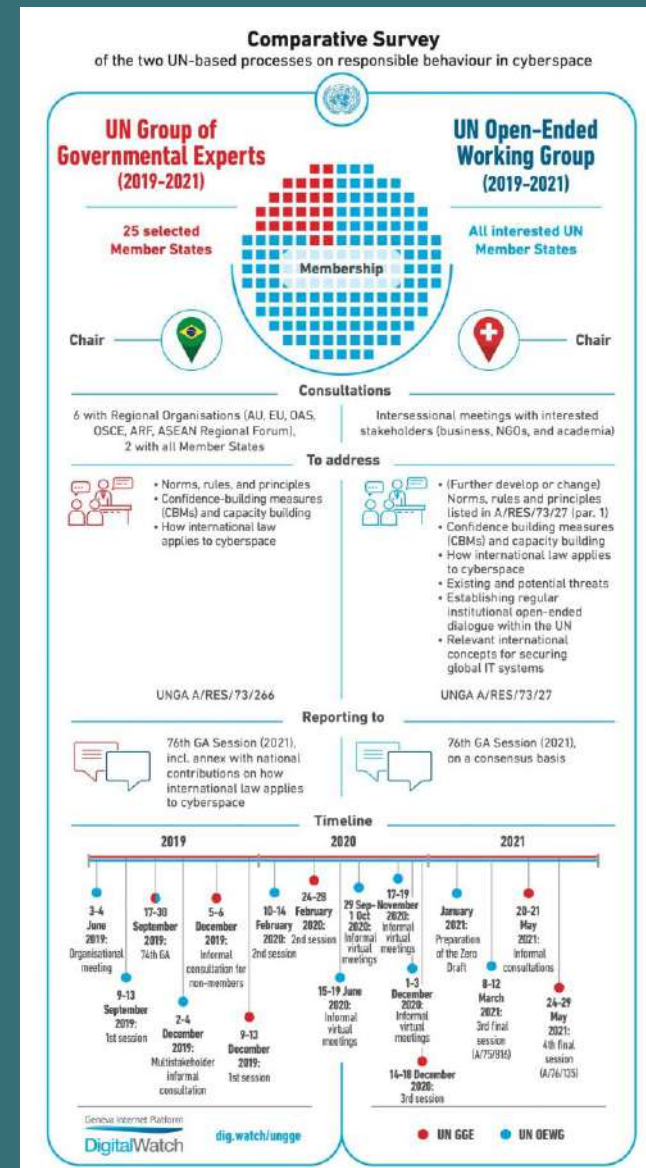 Comparative Survey
of the two UN-based processes on responsible behaviour in cyberspace
UN Group of
Governmental Experts
(2019-2021)
25 selected
Member States
UN Open-Ended
Working Group
(2019-2021)
All interested UN
Member States
Membership
Chair
Chair
Consultations
6 with Regional Organisations (AU, EU, OAS,
OSCE, ARF, ASEAN Regional Forum),
2 with all Member States
Intersessional meetings with interested
stakeholders (business, NGOs, and academia)
To address
• Norms, rules, and principles
• Confidence-building measures
(CBMs) and capacity building
• How international law
applies to cyberspace
UNGA A/RES/73/266
• (Further develop or change)
Norms, rules and principles
listed in A/RES/73/27 (par. 1)
• Confidence building measures
(CBMs) and capacity building
• How international law applies
to cyberspace
• Existing and potential threats
• Establishing regular
institutional open-ended
dialogue within the UN
• Relevant international
concepts for securing
global IT systems
UNGA A/RES/73/27
Reporting to
76th GA Session (2021),
incl. annex with national
contributions on how
international law applies
to cyberspace
76th GA Session (2021),
on a consensus basis
Timeline
2019
2020
2021
3-4
June
2019:
Organisational
meeting
9-13
September
2019:
1st session
17-30
September
2019:
74th GA
2-4
December
2019:
Multistakeholder
informal
consultation
5-6
December
2019:
Informal
consultation for
non-members
9-13
December
2019:
1st session
10-14
February
2020:
2nd session
24-28
February
2020:
2nd session
15-19 June
2020:
Informal
virtual
meetings
29 Sep-
1 Oct
2020:
Informal
virtual
meetings
17-19
November
2020:
Informal
virtual
meetings
1-3
December
2020:
Informal
virtual
meetings
14-18 December
2020:
3rd session
January
2021:
Preparation
of the Zero
Draft
8-12
March
2021:
3rd final
session
(A/75/816)
20-21
May
2021:
Informal
consultations
24-29
May
2021:
4th final
session
(A/76/135)
Geneva Internet Platform
DigitalWatch
dig.watch/ungge
UN GGE
UN OEWG